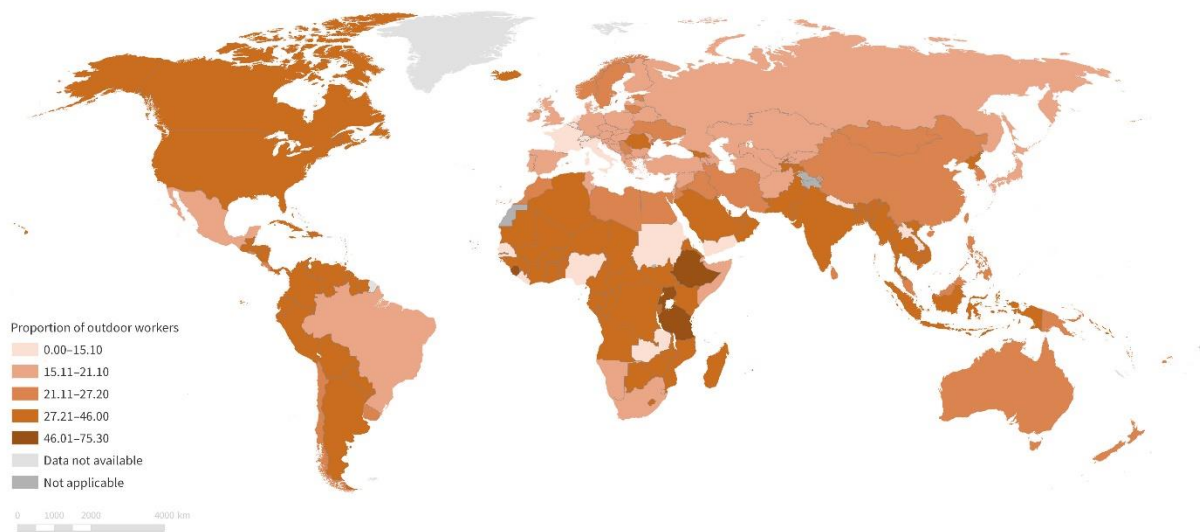 Proportion of outdoor workers
0.00–15.10
15.11–21.10
21.11–27.20
27.21–46.00
46.01–75.30
Data not available
Not applicable
0 1000 2000 4000 km